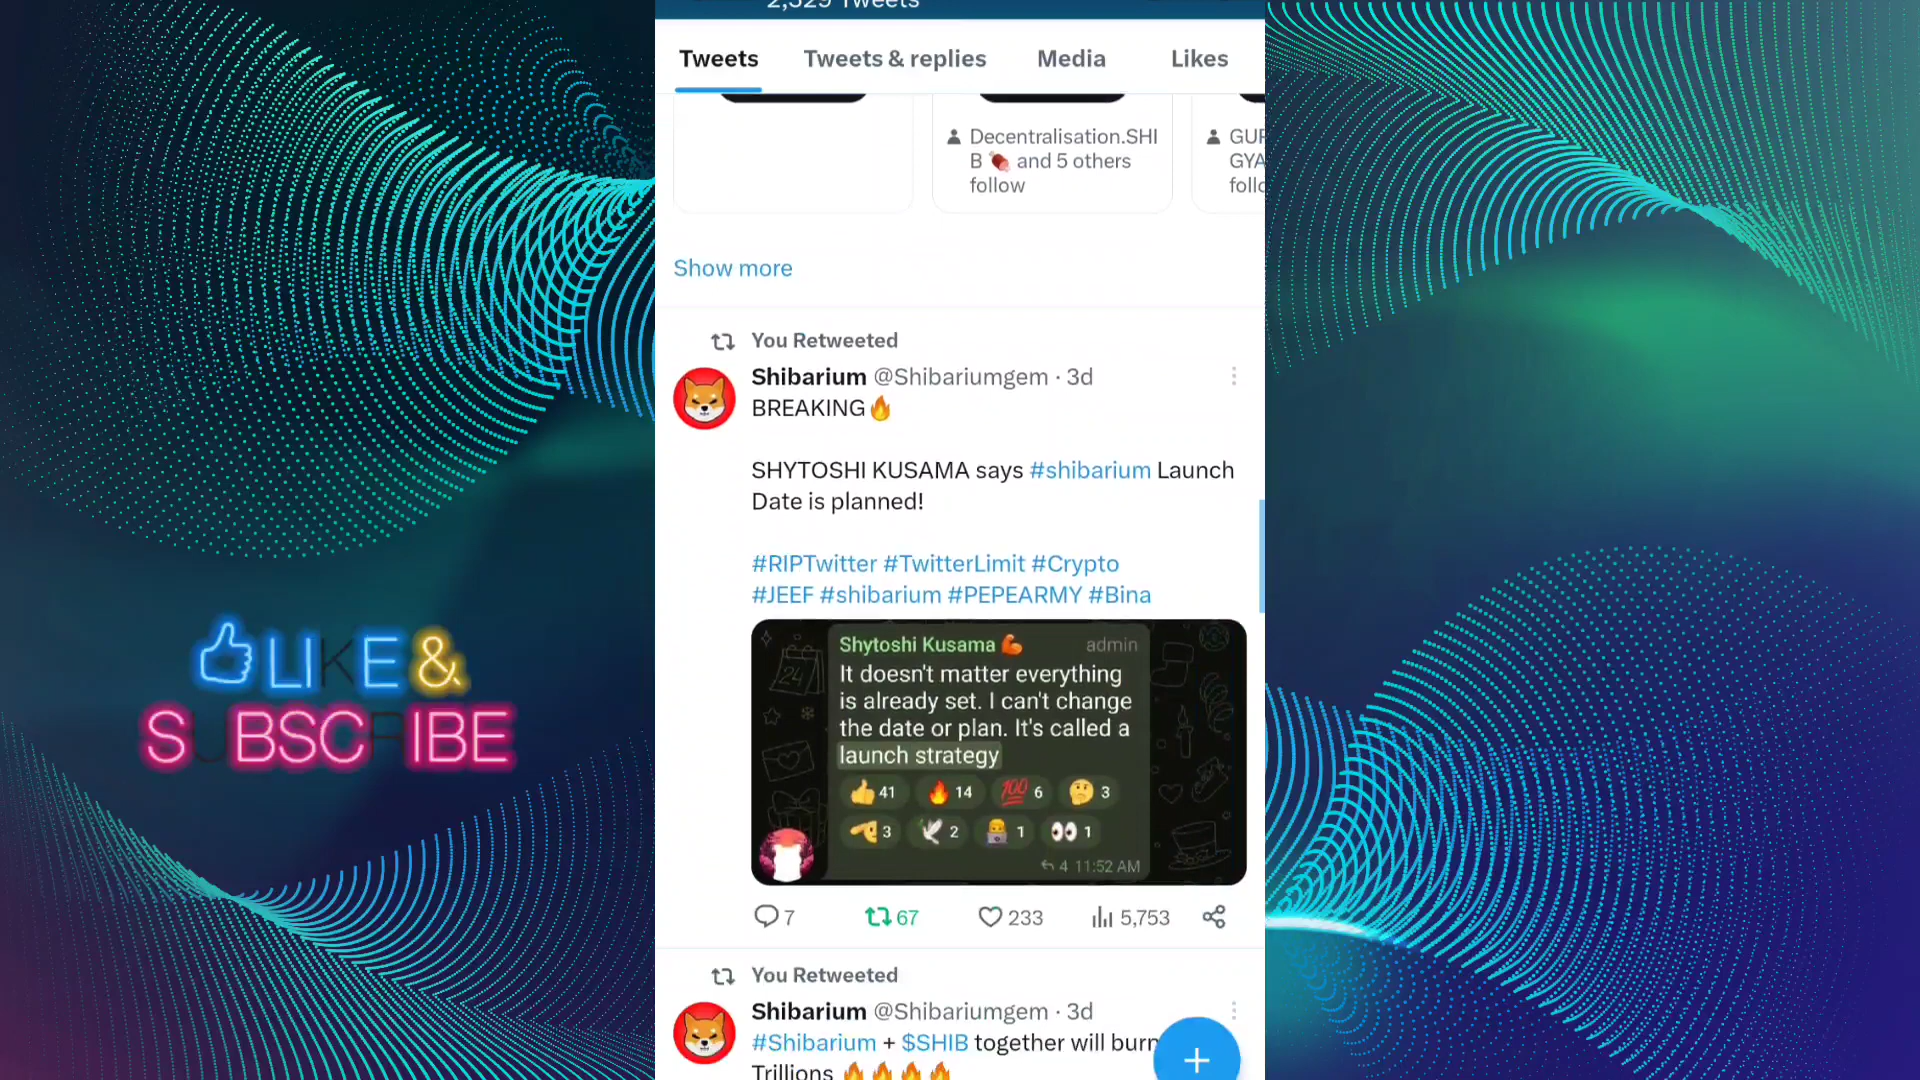 2,329 Tweets
Tweets Tweets & replies Media Likes
Decentralisation.SHI
B 🍖 and 5 others
follow
Show more
You Retweeted
Shibarium @Shibariumgem · 3d
BREAKING🔥
SHYTOSHI KUSAMA says #shibarium Launch
Date is planned!
#RIPTwitter #TwitterLimit #Crypto
#JEEF #shibarium #PEPEARMY #Bina
Shytoshi Kusama 💪 admin
It doesn't matter everything
is already set. I can't change
the date or plan. It's called a
launch strategy
👍 41 🔥 14 💯 6 🤔 3
🫡 3 🕊 2 👨‍💻 1 👀 1
4 11:52 AM
7 67 233 5,753
You Retweeted
Shibarium @Shibariumgem · 3d
#Shibarium + $SHIB together will burn
Trillions 🔥🔥🔥🔥
LIKE &
SUBSCRIBE